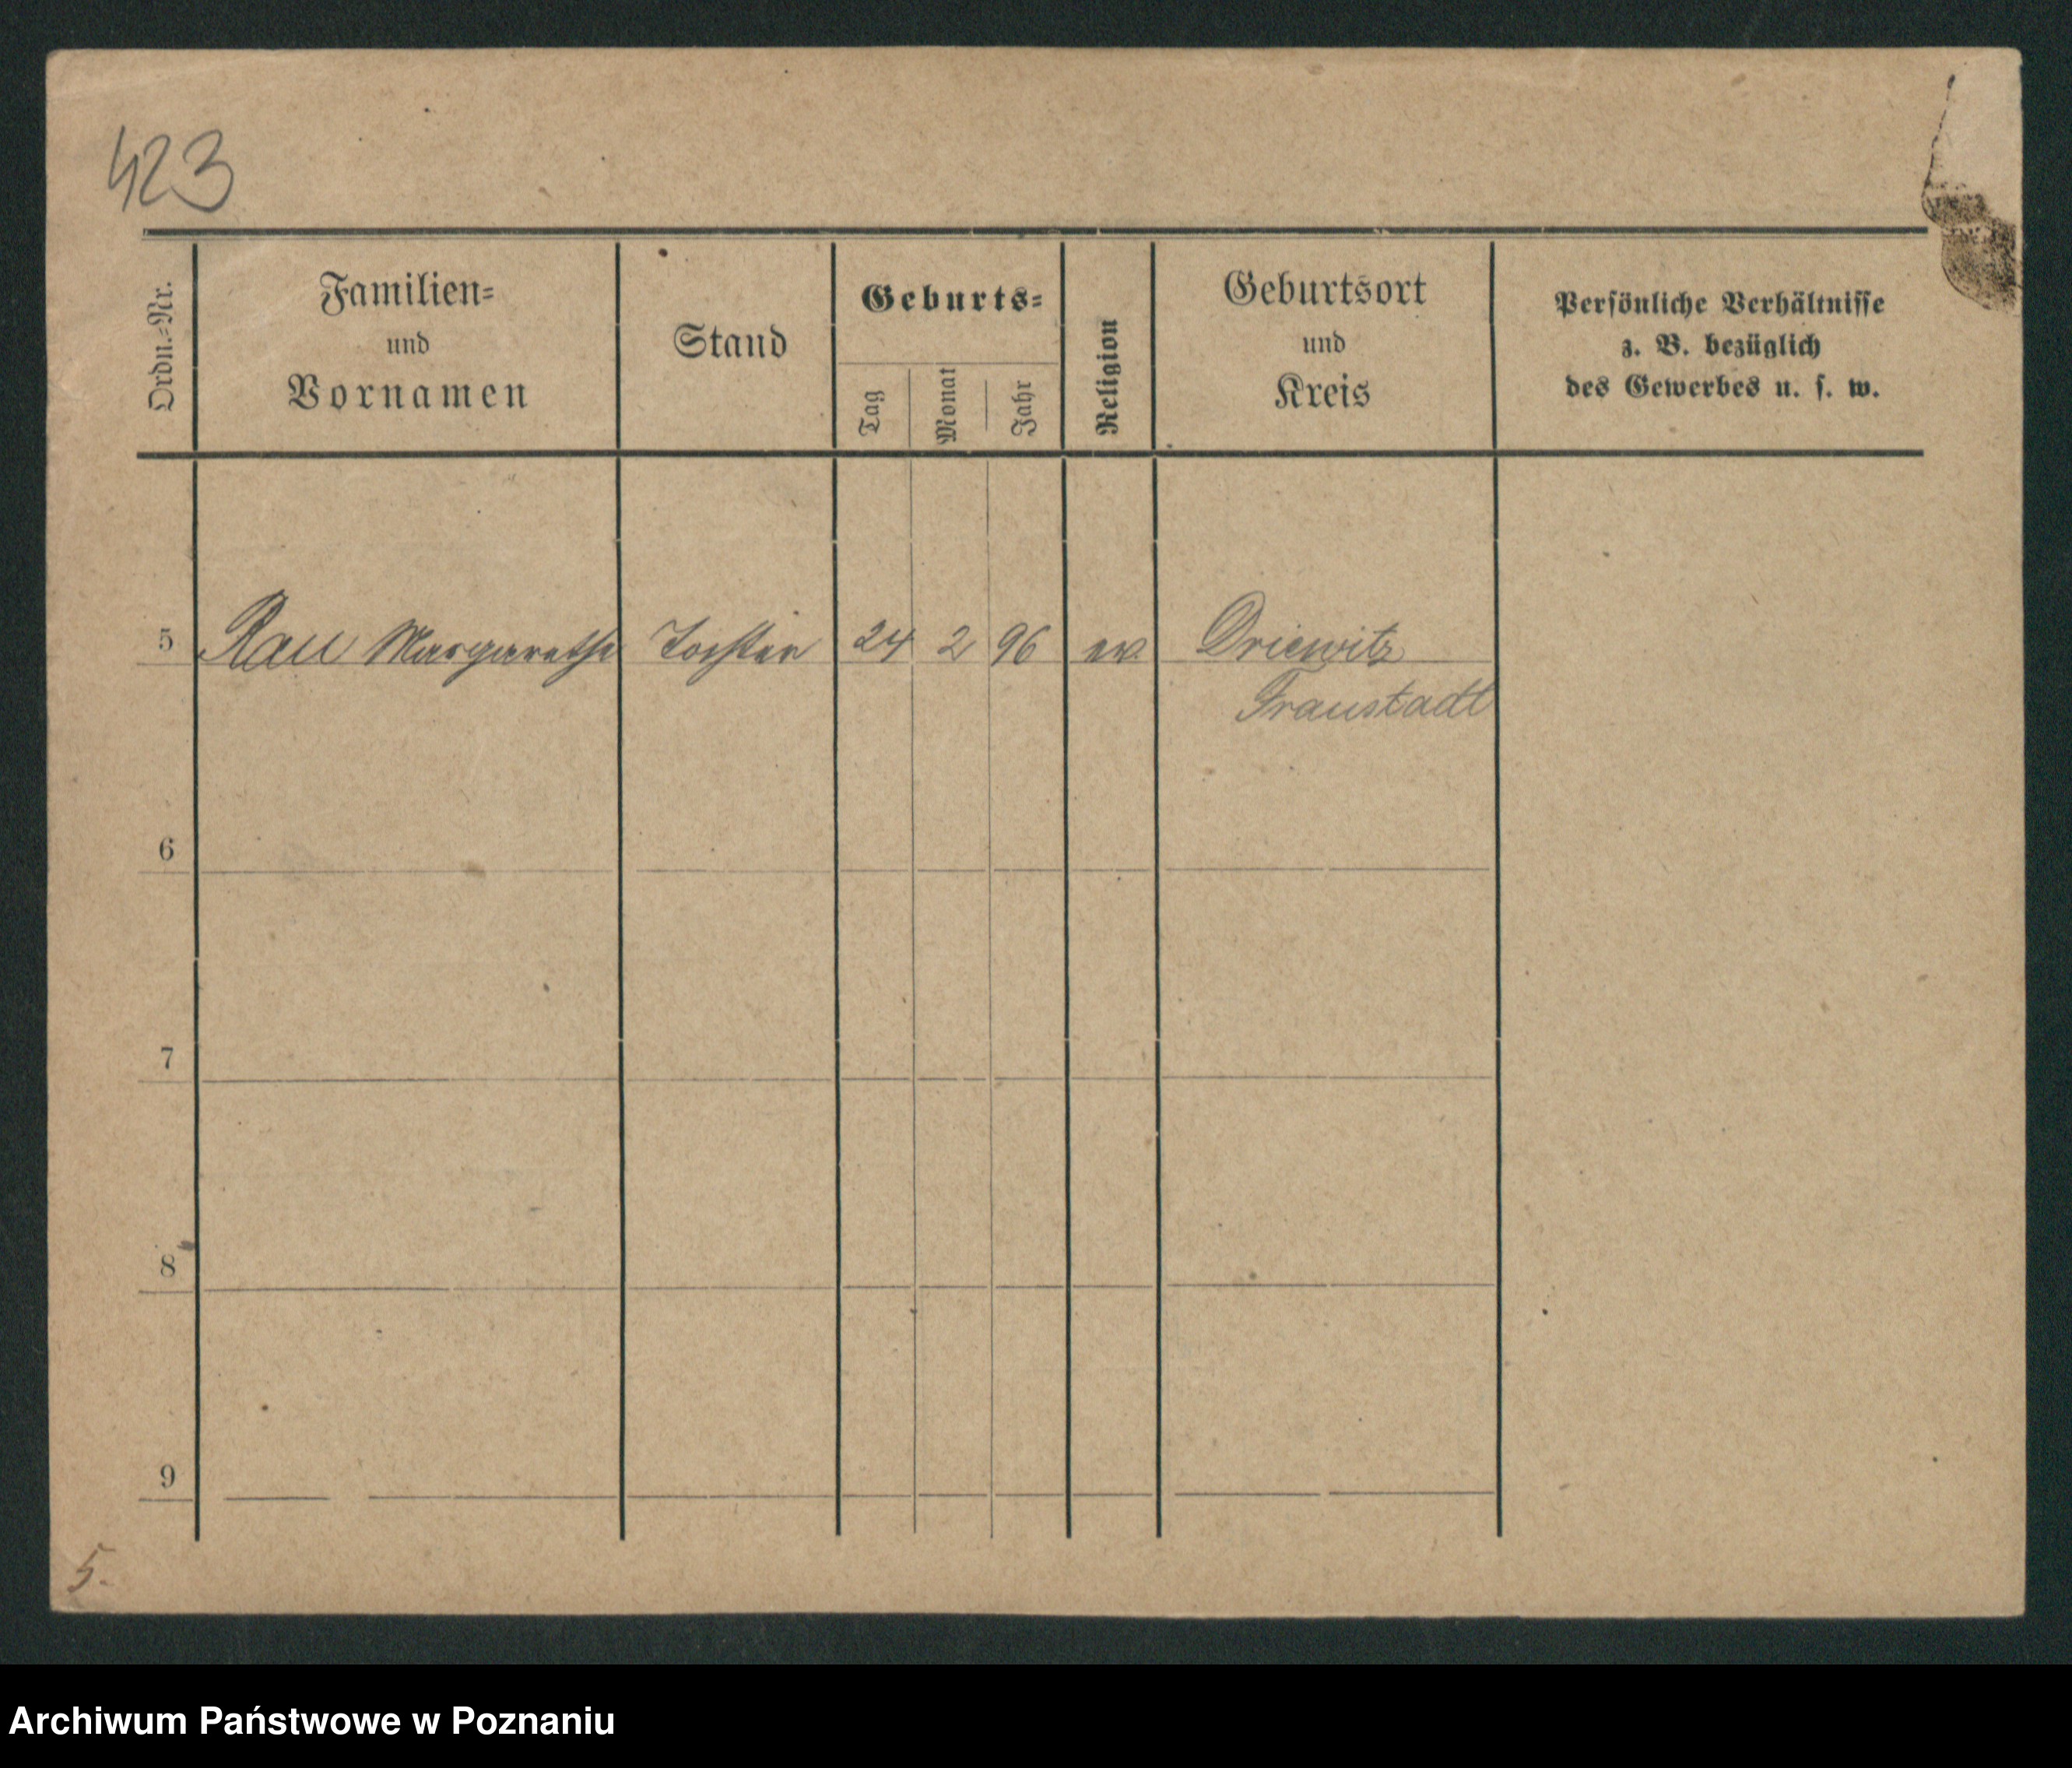 423
Ordn.-Nr.
Familien-
und
Vornamen
Stand
Geburts-
Tag
Monat
Jahr
Religion
Geburtsort
und
Kreis
Persönliche Verhältnisse
z. B. bezüglich
des Gewerbes u. s. w.
5 Rau Margarethe Tochter 24 2 96 ev. Driewitz
Fraustadt
6
7
8
9
5.
Archiwum Państwowe w Poznaniu